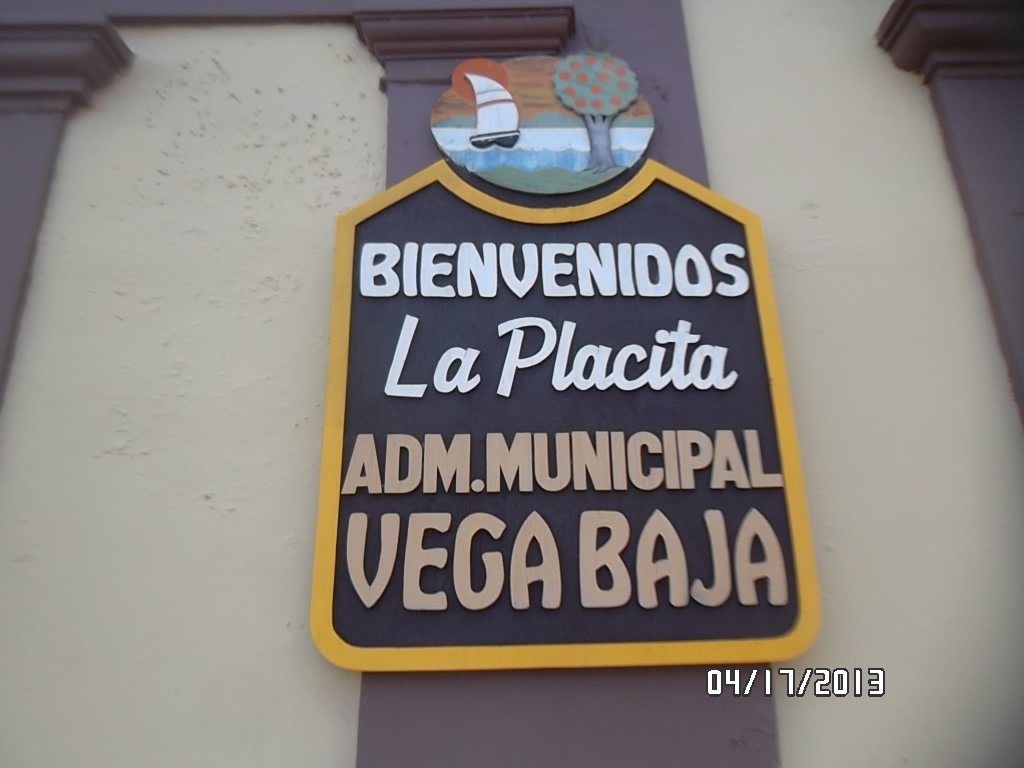 BIENVENIDOS
La Placita
ADM. MUNICIPAL
VEGA BAJA
04/17/2013